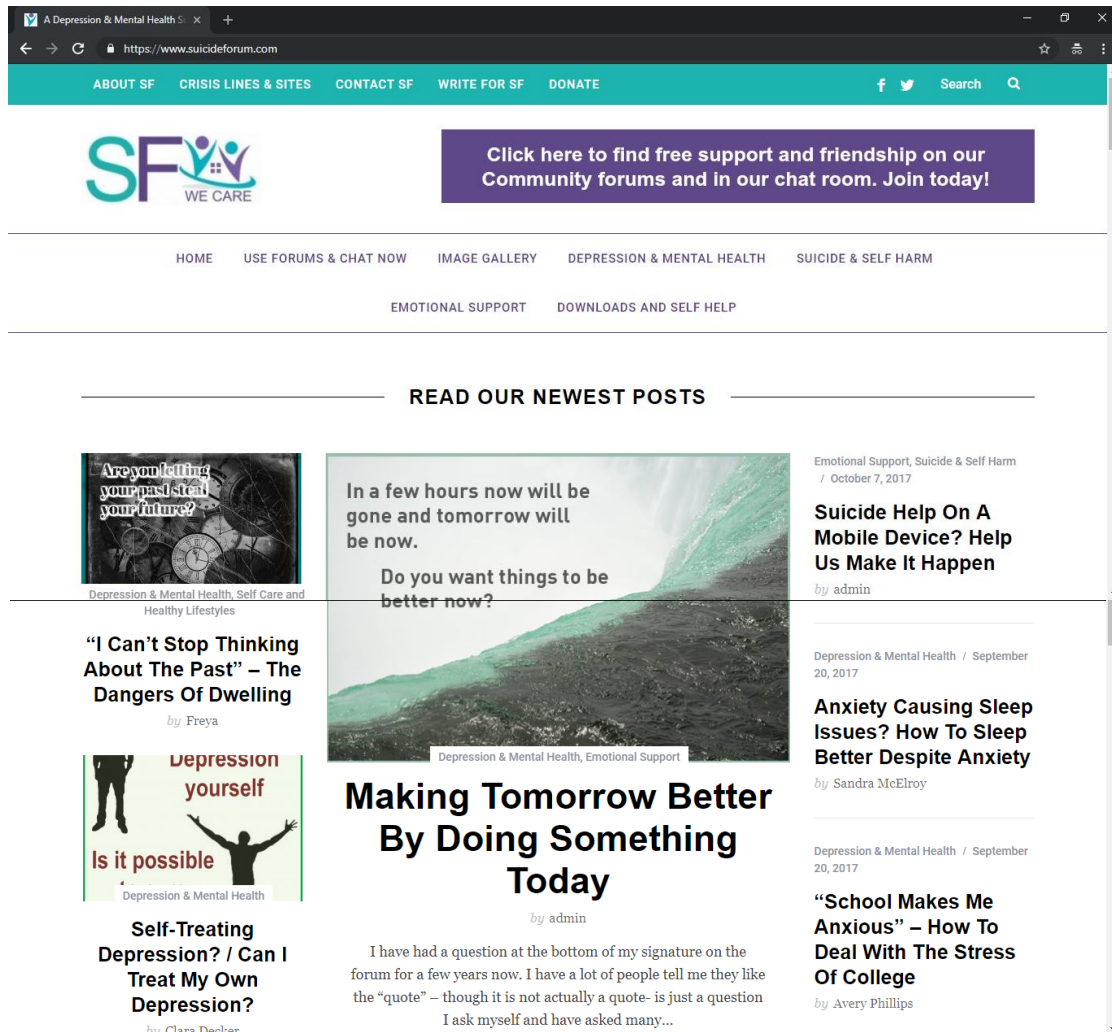 A Depression & Mental Health S
https://www.suicideforum.com
ABOUT SF CRISIS LINES & SITES CONTACT SF WRITE FOR SF DONATE Search
SF
WE CARE
Click here to find free support and friendship on our
Community forums and in our chat room. Join today!
HOME USE FORUMS & CHAT NOW IMAGE GALLERY DEPRESSION & MENTAL HEALTH SUICIDE & SELF HARM
EMOTIONAL SUPPORT DOWNLOADS AND SELF HELP
READ OUR NEWEST POSTS
Are you letting
your past steal
your future?
Depression & Mental Health, Self Care and
Healthy Lifestyles
“I Can’t Stop Thinking
About The Past” – The
Dangers Of Dwelling
by Freya
Depression
yourself
Is it possible
Depression & Mental Health
Self-Treating
Depression? / Can I
Treat My Own
Depression?
by Clara Decker
In a few hours now will be
gone and tomorrow will
be now.
Do you want things to be
better now?
Depression & Mental Health, Emotional Support
Making Tomorrow Better
By Doing Something
Today
by admin
I have had a question at the bottom of my signature on the
forum for a few years now. I have a lot of people tell me they like
the “quote” – though it is not actually a quote- is just a question
I ask myself and have asked many...
Emotional Support, Suicide & Self Harm
/ October 7, 2017
Suicide Help On A
Mobile Device? Help
Us Make It Happen
by admin
Depression & Mental Health / September
20, 2017
Anxiety Causing Sleep
Issues? How To Sleep
Better Despite Anxiety
by Sandra McElroy
Depression & Mental Health / September
20, 2017
“School Makes Me
Anxious” – How To
Deal With The Stress
Of College
by Avery Phillips